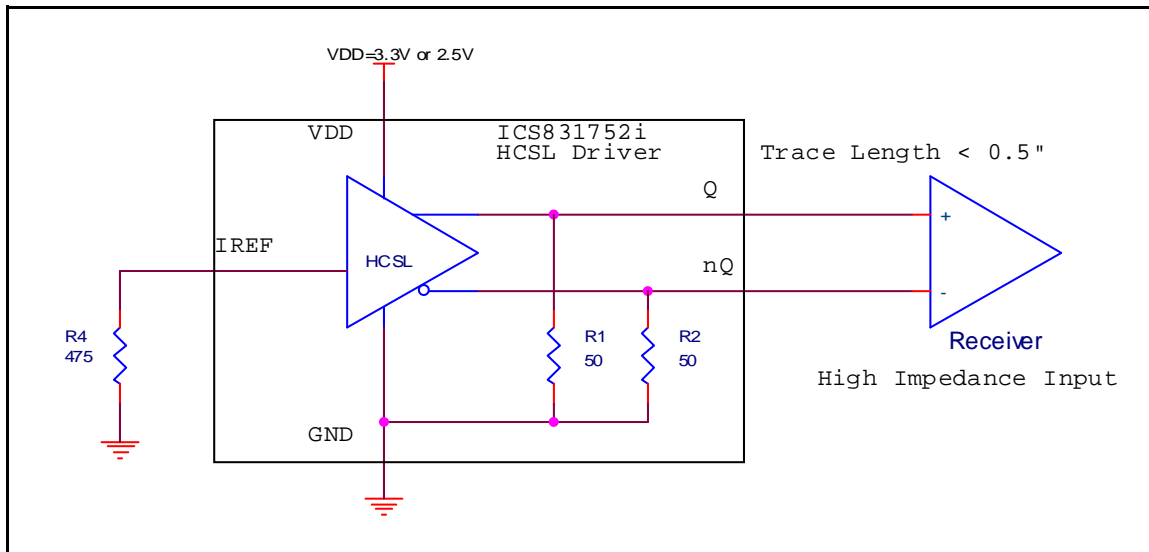 VDD=3.3V or 2.5V
VDD
ICS831752i
HCSL Driver
Trace Length < 0.5"
Q
+
IREF
HCSL
nQ
-
R4
475
R1
50
R2
50
Receiver
High Impedance Input
GND